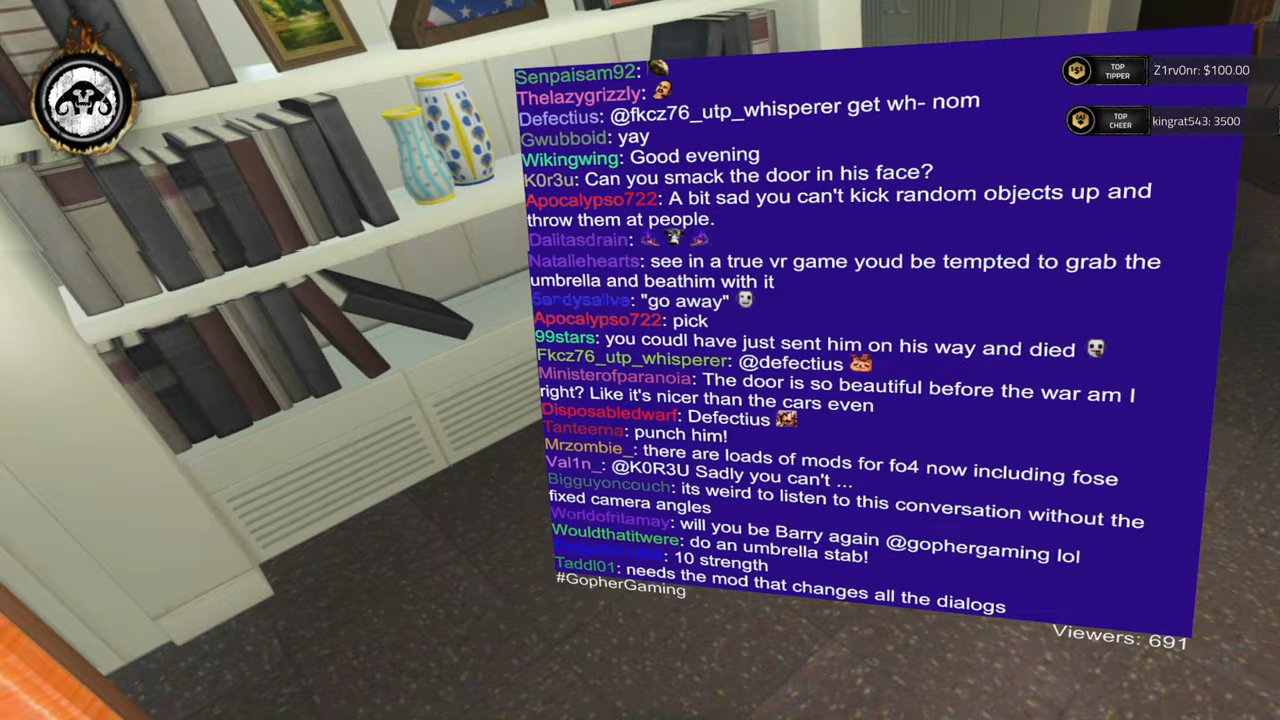 Senpaisam92:
Thelazygrizzly:
Defectius: @fkcz76_utp_whisperer get wh- nom
Gwubboid: yay
Wikingwing: Good evening
K0r3u: Can you smack the door in his face?
Apocalypso722: A bit sad you can't kick random objects up and
throw them at people.
Dalitasdrain:
Nataliehearts: see in a true vr game youd be tempted to grab the
umbrella and beathim with it
5andysalive: "go away"
Apocalypso722: pick
99stars: you coudl have just sent him on his way and died
Fkcz76_utp_whisperer: @defectius
Ministerofparanoia: The door is so beautiful before the war am I
right? Like it's nicer than the cars even
Disposabledwarf: Defectius
Tanteerna: punch him!
Mrzombie_: there are loads of mods for fo4 now including fose
Val1n_: @K0R3U Sadly you can't ...
Bigguyoncouch: its weird to listen to this conversation without the
fixed camera angles
Worldofritamay: will you be Barry again @gophergaming lol
Wouldthatitwere: do an umbrella stab!
: 10 strength
Taddl01: needs the mod that changes all the dialogs
#GopherGaming
Viewers: 691
TOP
TIPPER
Z1rv0nr: $100.00
TOP
CHEER
kingrat543: 3500